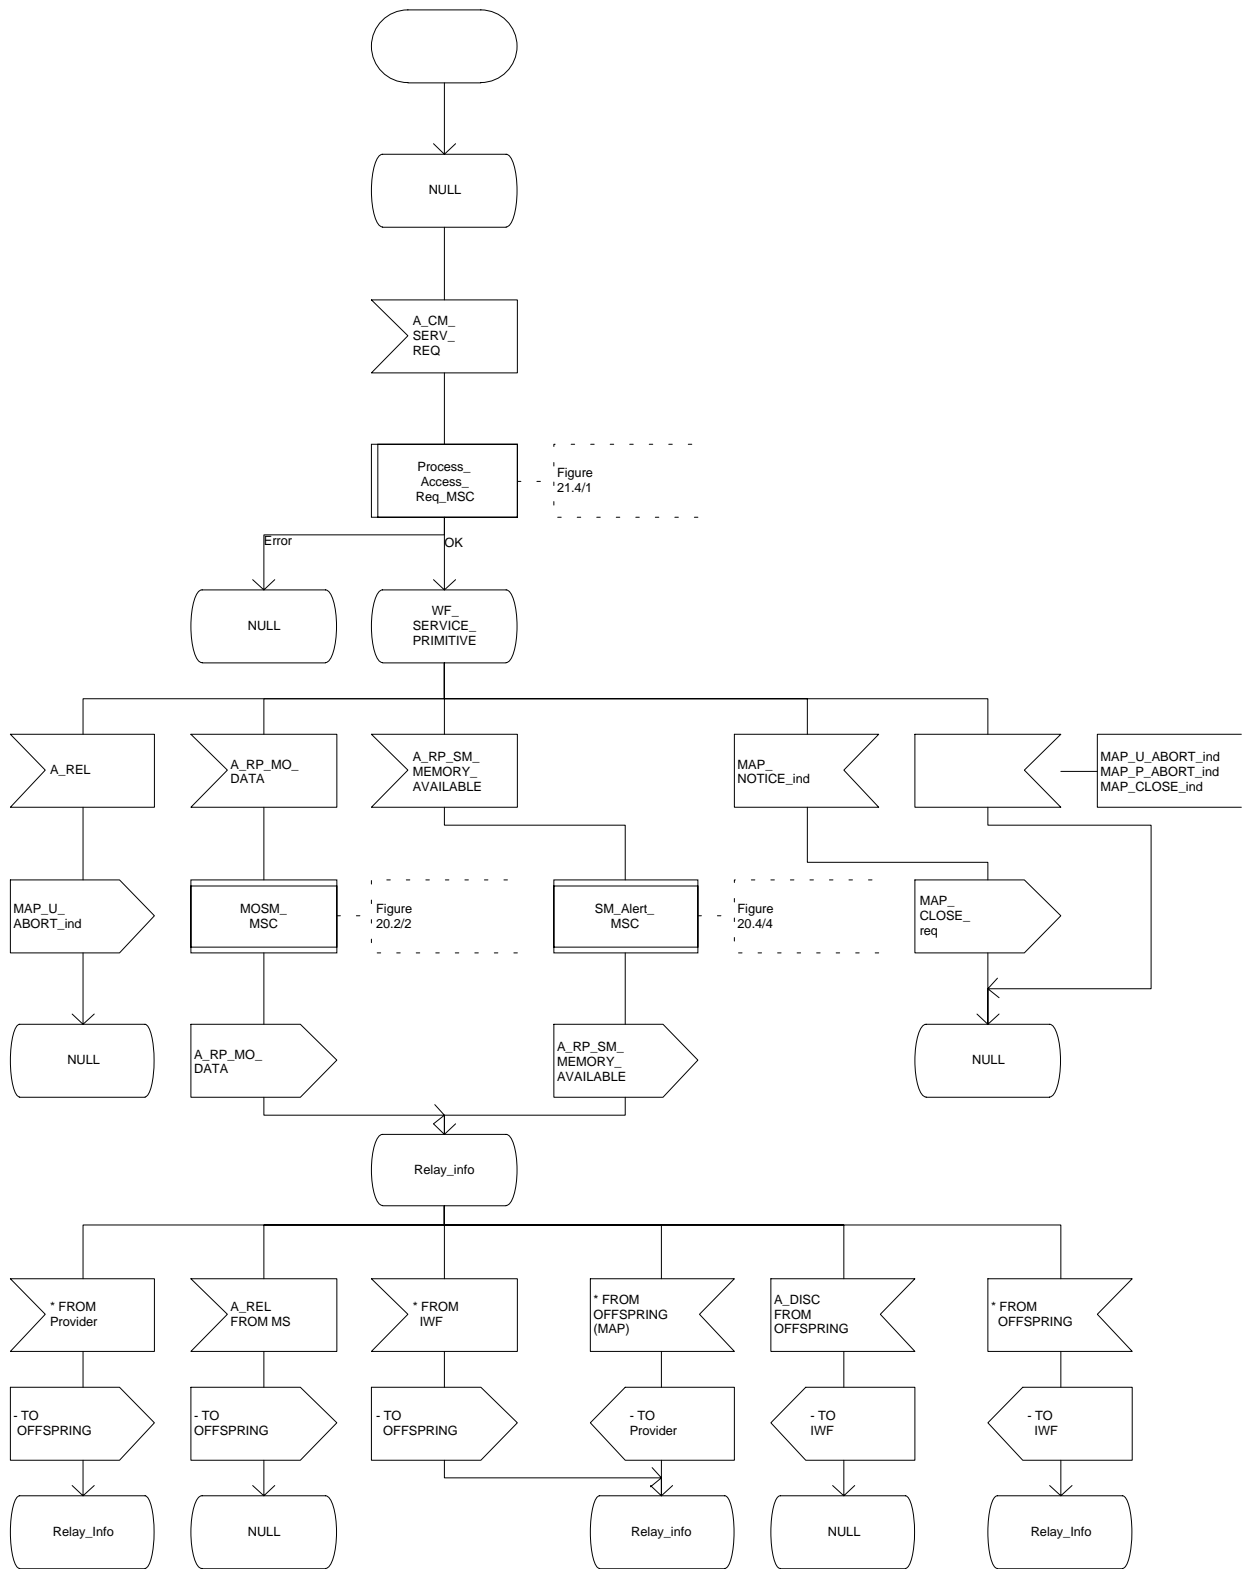 NULL
A_CM_
SERV_
REQ
Process_
Access_
Req_MSC
Figure
21.4/1
Error
OK
NULL
WF_
SERVICE_
PRIMITIVE
A_REL
A_RP_MO_
DATA
A_RP_SM_
MEMORY_
AVAILABLE
MAP_
NOTICE_ind
MAP_U_ABORT_ind
MAP_P_ABORT_ind
MAP_CLOSE_ind
MAP_U_
ABORT_ind
MOSM_
MSC
Figure
20.2/2
SM_Alert_
MSC
Figure
20.4/4
MAP_
CLOSE_
req
NULL
A_RP_MO_
DATA
A_RP_SM_
MEMORY_
AVAILABLE
NULL
Relay_info
* FROM
Provider
A_REL
FROM MS
* FROM
IWF
* FROM
OFFSPRING
(MAP)
A_DISC
FROM
OFFSPRING
* FROM
OFFSPRING
- TO
OFFSPRING
- TO
OFFSPRING
- TO
OFFSPRING
- TO
Provider
- TO
IWF
- TO
IWF
Relay_Info
NULL
Relay_info
NULL
Relay_Info